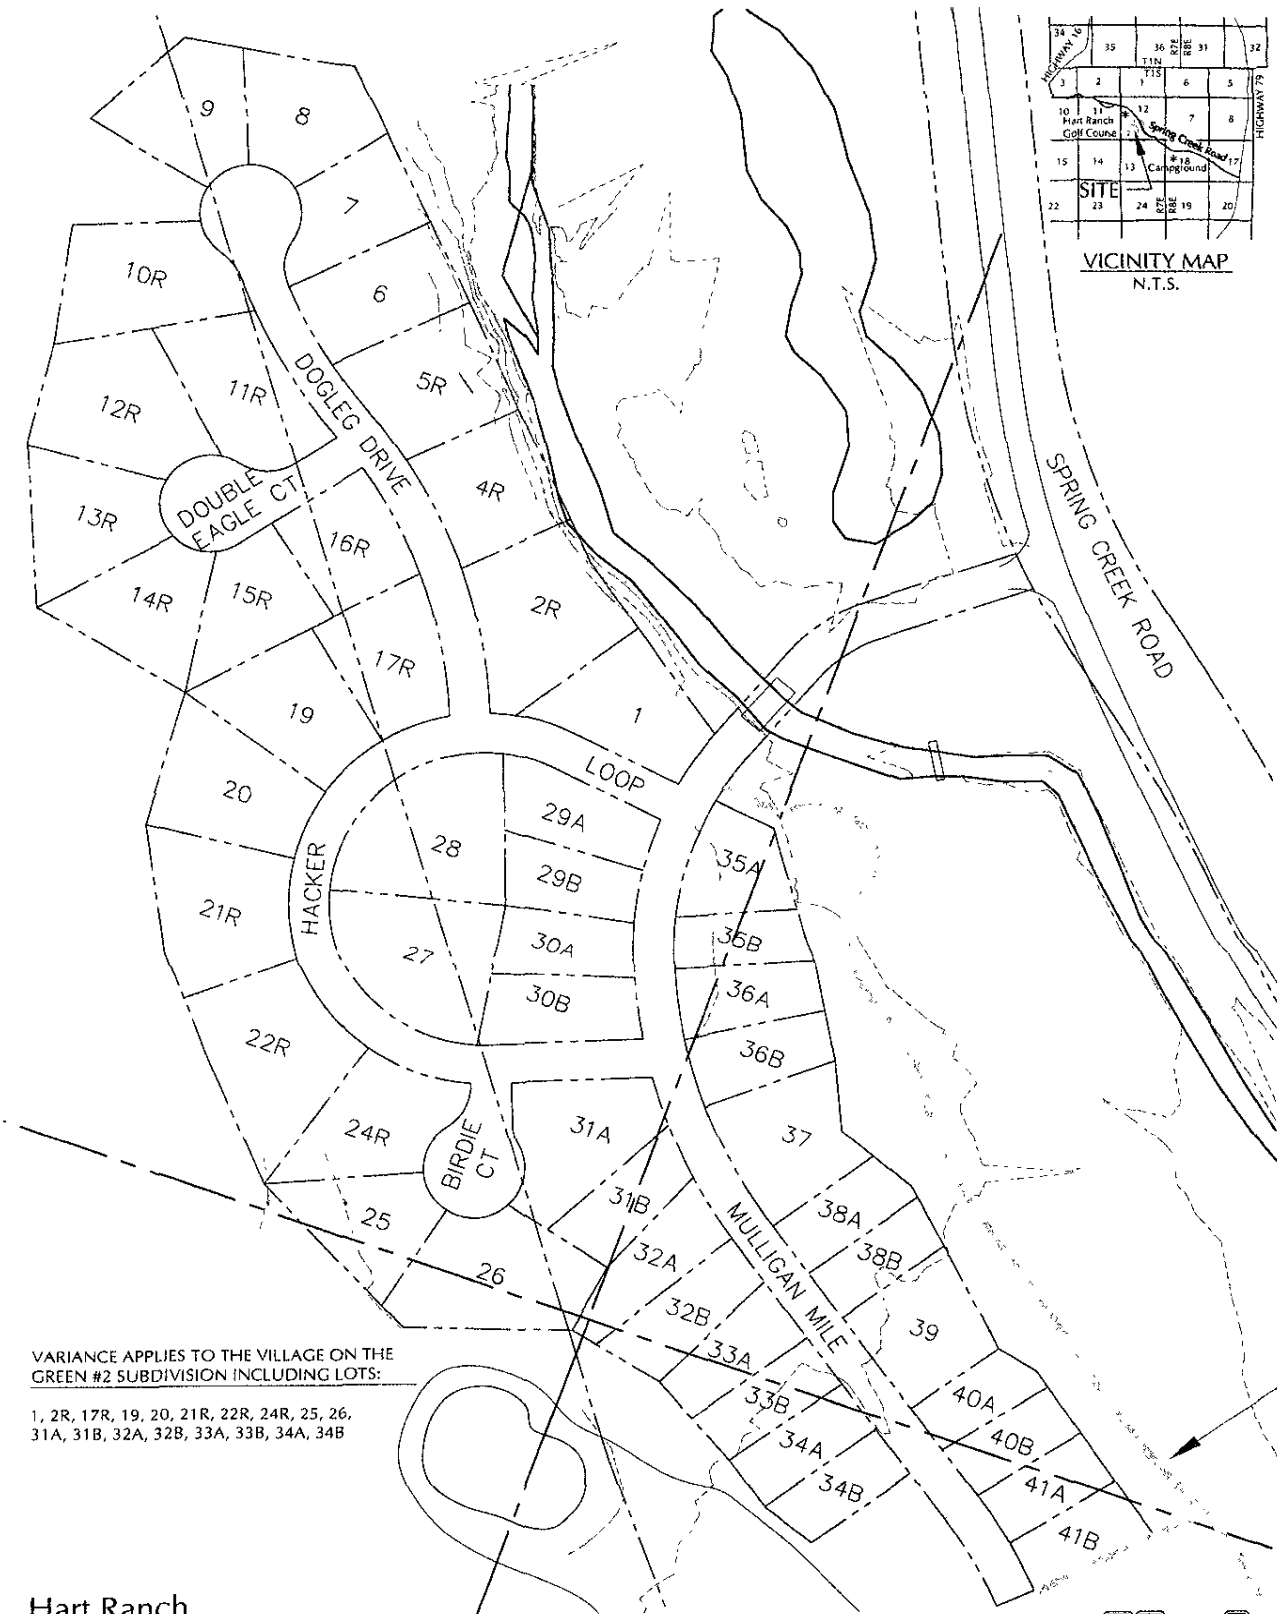 9
8
7
10R
6
DOGLEG DRIVE
11R
5R
12R
DOUBLE
EAGLE CT
4R
13R
16R
14R
15R
2R
17R
19
1
LOOP
20
29A
28
HACKER
29B
35A
21R
27
30A
35B
30B
36A
22R
36B
24R
BIRDIE
CT
31A
37
31B
25
38A
MULLIGAN MILE
32A
38B
26
32B
39
33A
33B
40A
34A
40B
34B
41A
41B
SPRING CREEK ROAD
34
35
36
R7E
R8E
31
32
HIGHWAY 16
T1N
T1S
3
2
1
6
5
HIGHWAY 79
10
11
12
7
8
Hart Ranch
Golf Course
Spring Creek Road
15
14
13
*18
17
Campground
SITE
22
23
24
R7E
R8E
19
20
VICINITY MAP
N.T.S.
VARIANCE APPLIES TO THE VILLAGE ON THE
GREEN #2 SUBDIVISION INCLUDING LOTS:
1, 2R, 17R, 19, 20, 21R, 22R, 24R, 25, 26,
31A, 31B, 32A, 32B, 33A, 33B, 34A, 34B
Hart Ranch